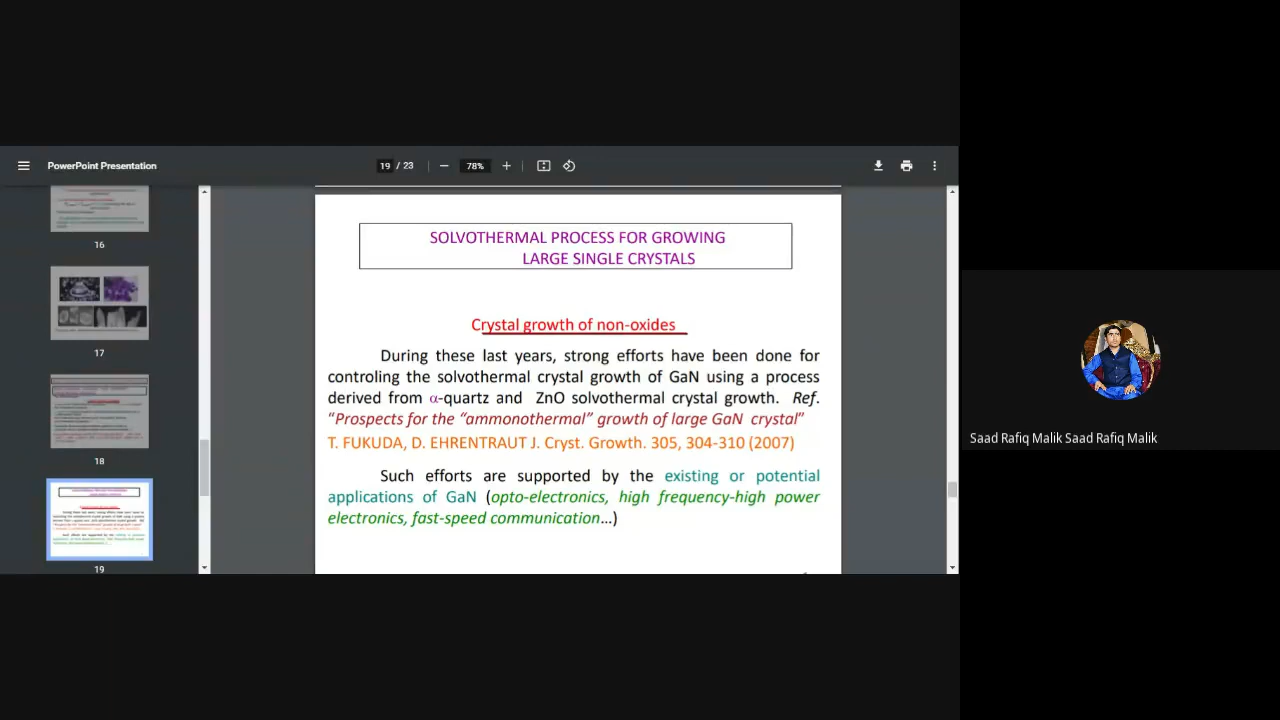 PowerPoint Presentation
19 / 23
78%
16
17
18
19
SOLVOTHERMAL PROCESS FOR GROWING
LARGE SINGLE CRYSTALS
Crystal growth of non-oxides
During these last years, strong efforts have been done for
controling the solvothermal crystal growth of GaN using a process
derived from α-quartz and ZnO solvothermal crystal growth. Ref.
“Prospects for the “ammonothermal” growth of large GaN crystal”
T. FUKUDA, D. EHRENTRAUT J. Cryst. Growth. 305, 304-310 (2007)
Such efforts are supported by the existing or potential
applications of GaN (opto-electronics, high frequency-high power
electronics, fast-speed communication…)
Saad Rafiq Malik Saad Rafiq Malik